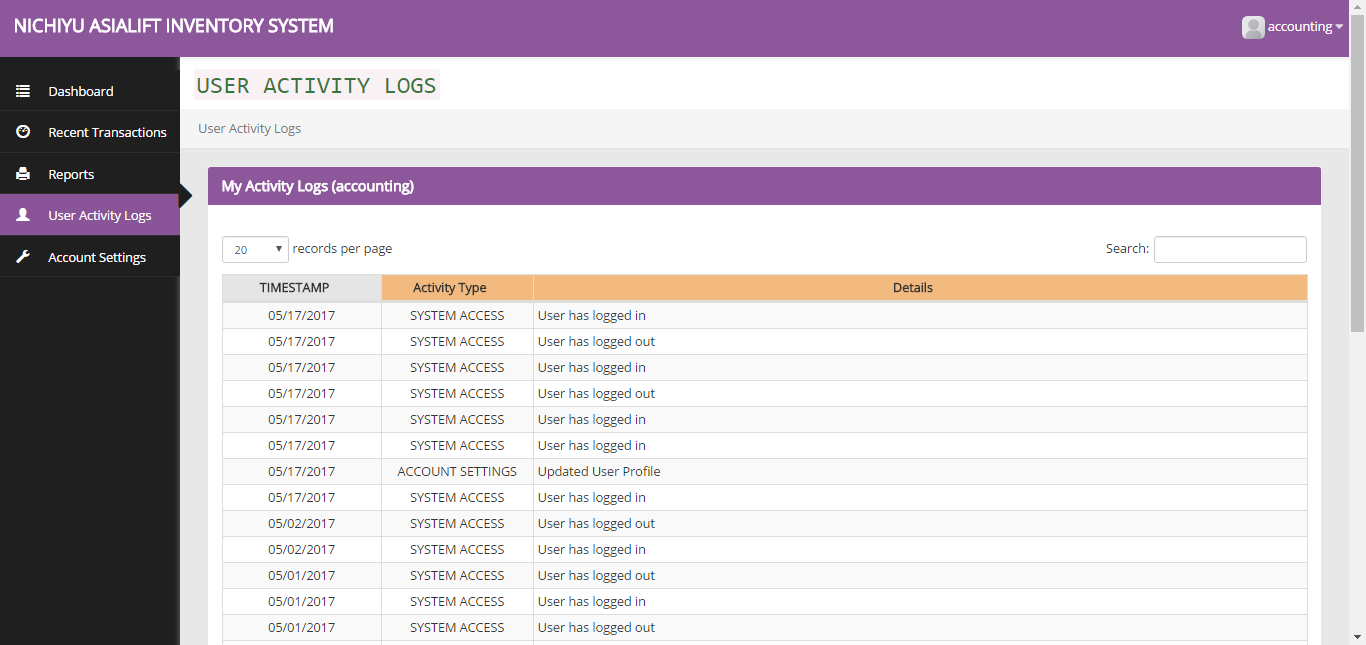 NICHIYU ASIALIFT INVENTORY SYSTEM
accounting
Dashboard
Recent Transactions
Reports
User Activity Logs
Account Settings
USER ACTIVITY LOGS
User Activity Logs
My Activity Logs (accounting)
20 records per page Search:
TIMESTAMP Activity Type Details
05/17/2017 SYSTEM ACCESS User has logged in
05/17/2017 SYSTEM ACCESS User has logged out
05/17/2017 SYSTEM ACCESS User has logged in
05/17/2017 SYSTEM ACCESS User has logged out
05/17/2017 SYSTEM ACCESS User has logged in
05/17/2017 SYSTEM ACCESS User has logged in
05/17/2017 ACCOUNT SETTINGS Updated User Profile
05/17/2017 SYSTEM ACCESS User has logged in
05/02/2017 SYSTEM ACCESS User has logged out
05/02/2017 SYSTEM ACCESS User has logged in
05/01/2017 SYSTEM ACCESS User has logged out
05/01/2017 SYSTEM ACCESS User has logged in
05/01/2017 SYSTEM ACCESS User has logged out